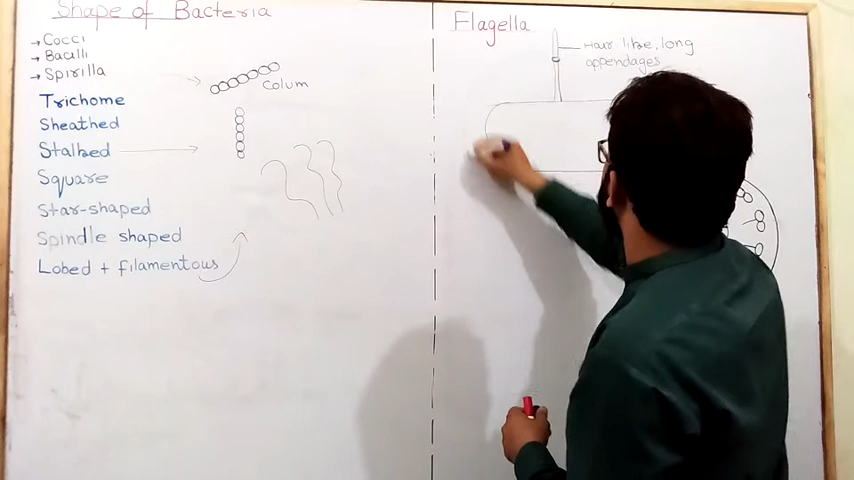 Shape of Bacteria
→ Cocci
→ Bacilli
→ Spirilla
Colum
Trichome
Sheathed
Stalked
Square
Star-shaped
Spindle shaped
Lobed + filamentous
Flagella
Hair like, long
appendages